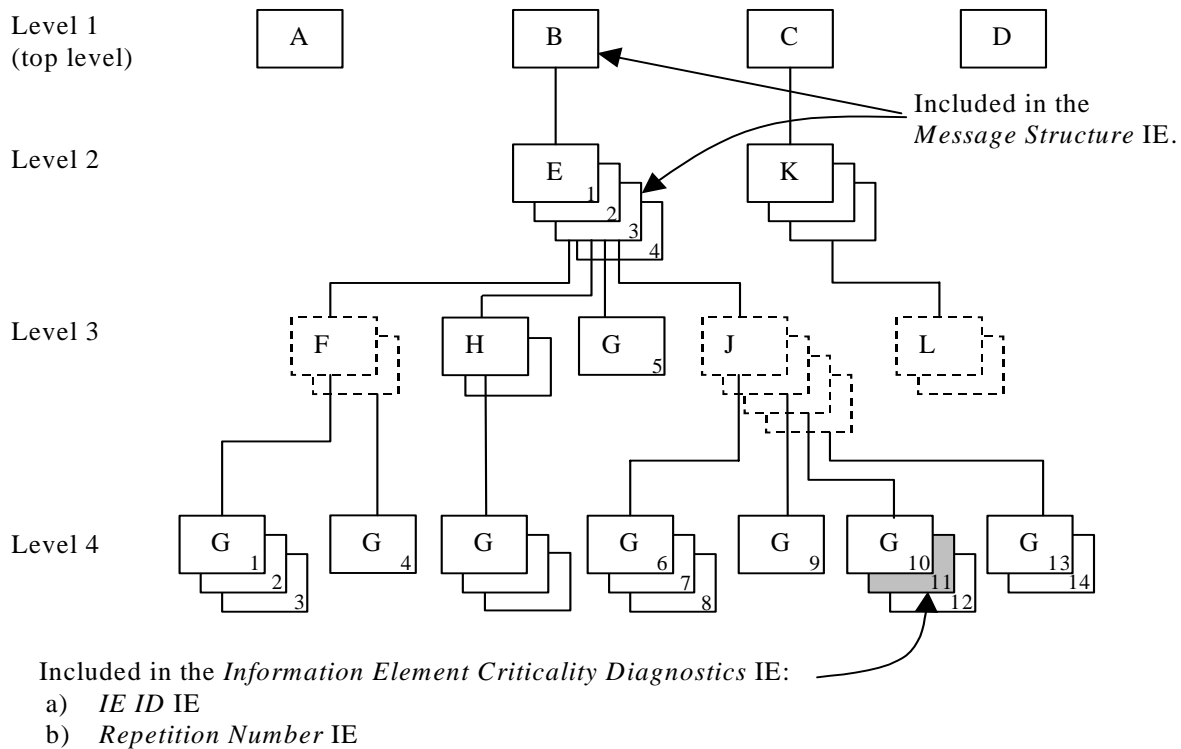 Level 1
(top level)
A
B
C
D
Included in the
Message Structure IE.
Level 2
E
1
2
3
4
K
Level 3
F
H
G
5
J
L
Level 4
G
1
2
3
G
4
G
G
6
7
8
G
9
G
10
11
12
G
13
14
Included in the Information Element Criticality Diagnostics IE:
a) IE ID IE
b) Repetition Number IE